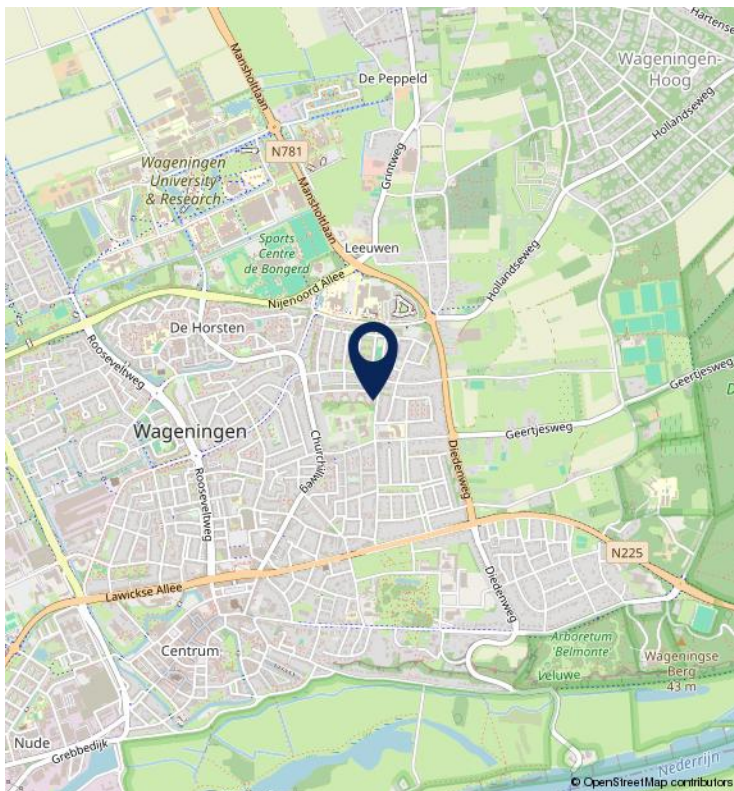 Hartense
Wageningen-
Hoog
Mansholtlaan
De Peppeld
Hollandseweg
N781
Grintweg
Wageningen
University
& Research
Mansholtlaan
Sports
Centre
de Bongerd
Leeuwen
Hollandseweg
Nijenoord Allee
De Horsten
Rooseveltweg
Geertjesweg
D
Wageningen
Churchillweg
Geertjesweg
Diedenweg
Rooseveltweg
N225
Lawickse Allee
Diedenweg
Centrum
Arboretum
'Belmonte'
Veluwe
Wageningse
Berg
43 m
Nude
Grebbedijk
Nederrijn
© OpenStreetMap contributors